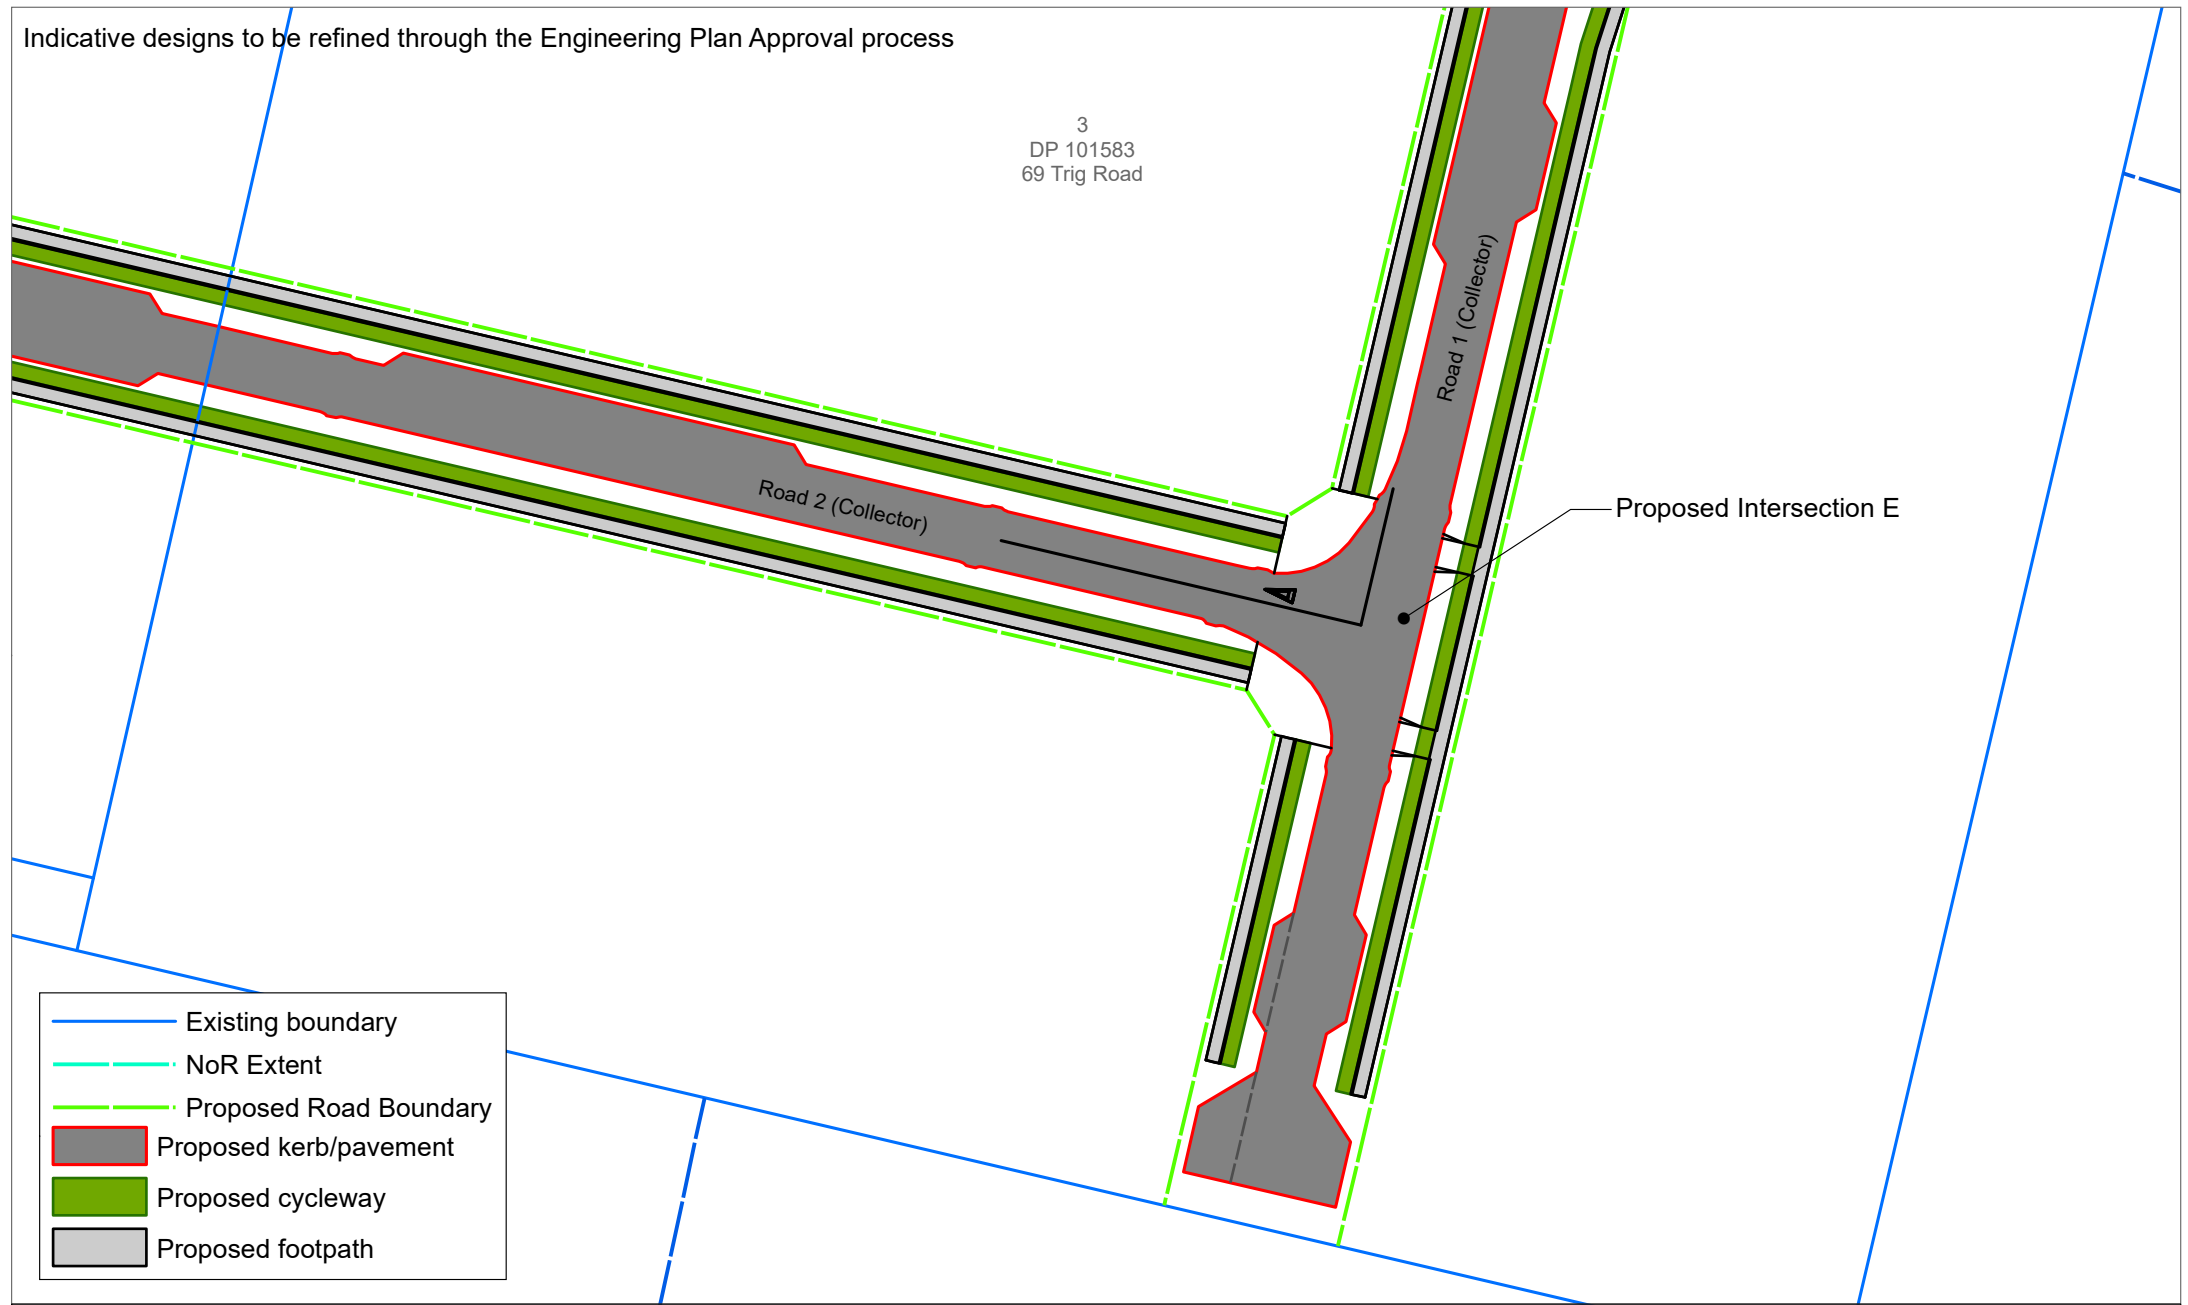 Indicative designs to be refined through the Engineering Plan Approval process
3
DP 101583
69 Trig Road
Road 1 (Collector)
Road 2 (Collector)
Proposed Intersection E
Existing boundary
NoR Extent
Proposed Road Boundary
Proposed kerb/pavement
Proposed cycleway
Proposed footpath